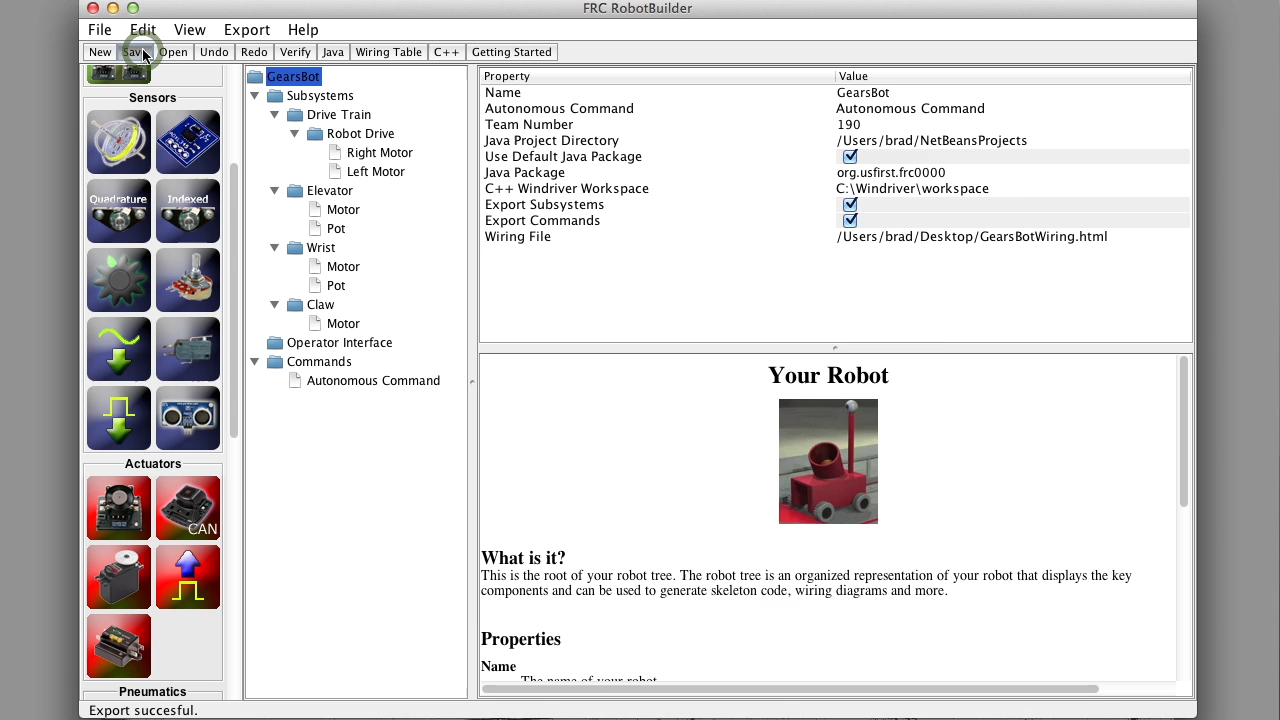 FRC RobotBuilder
File Edit View Export Help
New Save Open Undo Redo Verify Java Wiring Table C++ Getting Started
Sensors
Quadrature Indexed
Actuators
CAN
Pneumatics
GearsBot
Subsystems
Drive Train
Robot Drive
Right Motor
Left Motor
Elevator
Motor
Pot
Wrist
Motor
Pot
Claw
Motor
Operator Interface
Commands
Autonomous Command
Property Value
Name GearsBot
Autonomous Command Autonomous Command
Team Number 190
Java Project Directory /Users/brad/NetBeansProjects
Use Default Java Package
Java Package org.usfirst.frc0000
C++ Windriver Workspace C:\Windriver\workspace
Export Subsystems
Export Commands
Wiring File /Users/brad/Desktop/GearsBotWiring.html
Your Robot
What is it?
This is the root of your robot tree. The robot tree is an organized representation of your robot that displays the key
components and can be used to generate skeleton code, wiring diagrams and more.
Properties
Name
The name of your robot
Export succesful.